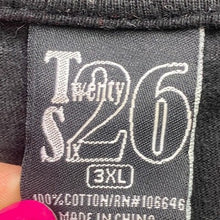 Twenty
Six
26
3XL
100%COTTON/RN#106646
MADE IN CHINA